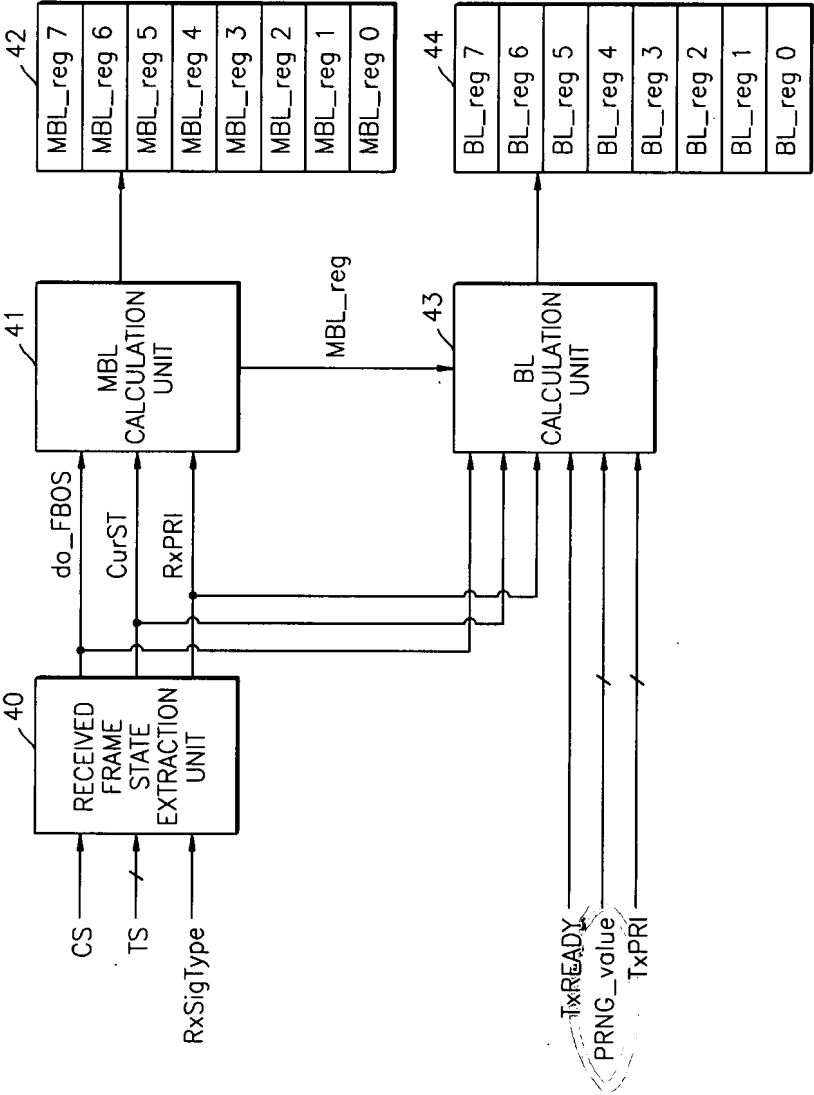 CS
TS
RxSigType
40
RECEIVED
FRAME
STATE
EXTRACTION
UNIT
do_FBOS
CurST
RxPRI
41
MBL
CALCULATION
UNIT
42
MBL_reg 7
MBL_reg 6
MBL_reg 5
MBL_reg 4
MBL_reg 3
MBL_reg 2
MBL_reg 1
MBL_reg 0
MBL_reg
TxREADY
PRNG_value
TxPRI
43
BL
CALCULATION
UNIT
44
BL_reg 7
BL_reg 6
BL_reg 5
BL_reg 4
BL_reg 3
BL_reg 2
BL_reg 1
BL_reg 0